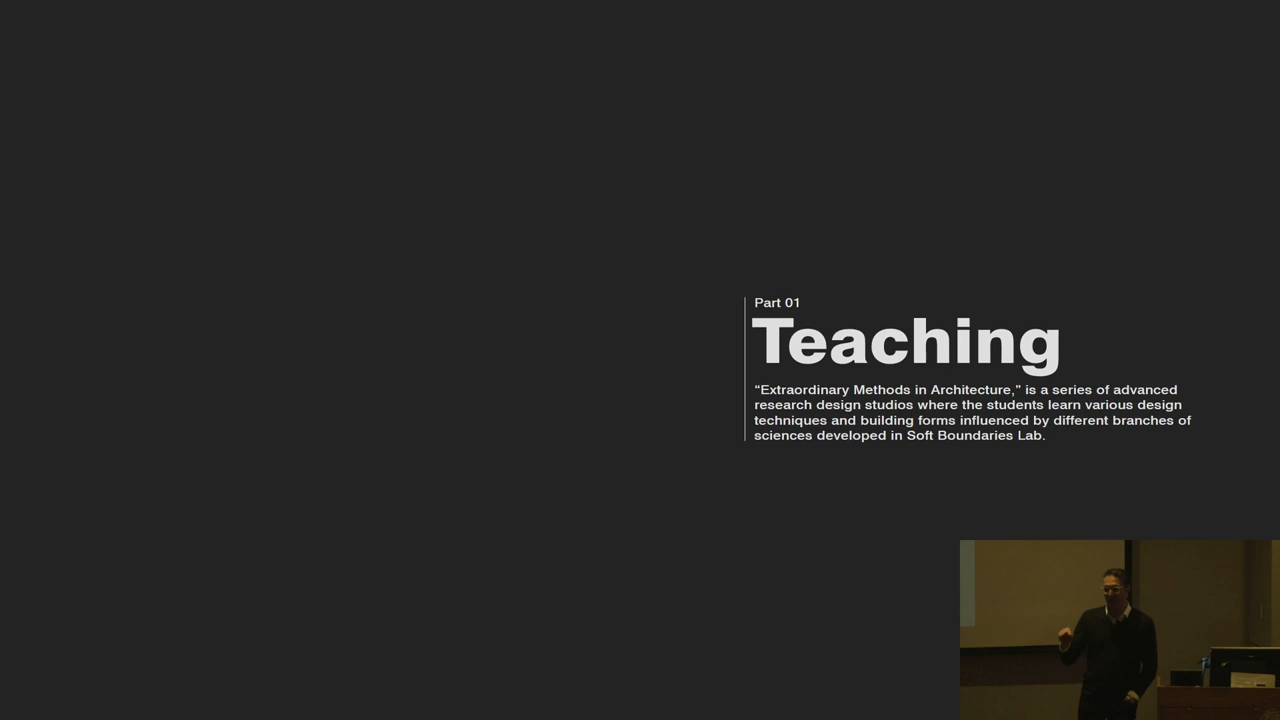 Part 01
Teaching
“Extraordinary Methods in Architecture,” is a series of advanced
research design studios where the students learn various design
techniques and building forms influenced by different branches of
sciences developed in Soft Boundaries Lab.